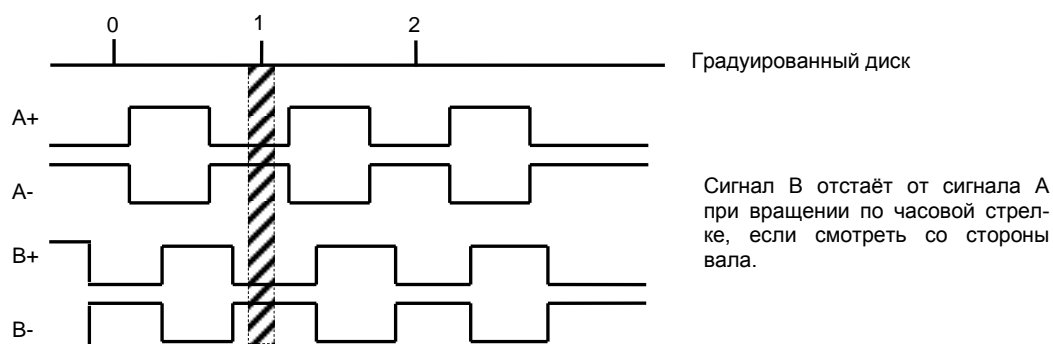 0 1 2
Градуированный диск
A+
A-
B+
B-
Сигнал B отстаёт от сигнала A
при вращении по часовой стрел-
ке, если смотреть со стороны
вала.